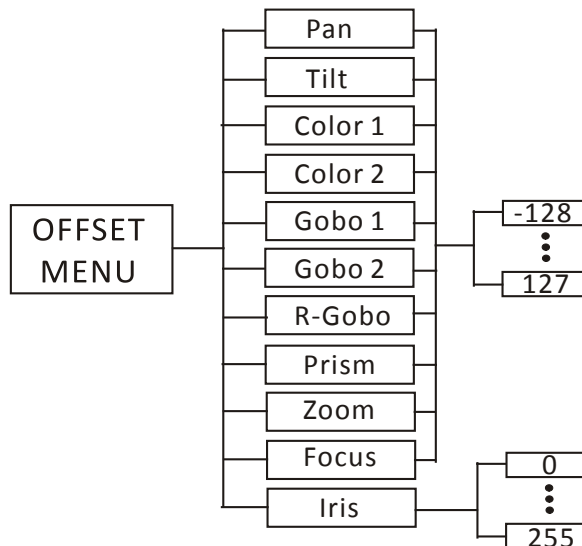 OFFSET
MENU
Pan
Tilt
Color 1
Color 2
Gobo 1
Gobo 2
R-Gobo
Prism
Zoom
Focus
Iris
-128
127
0
255